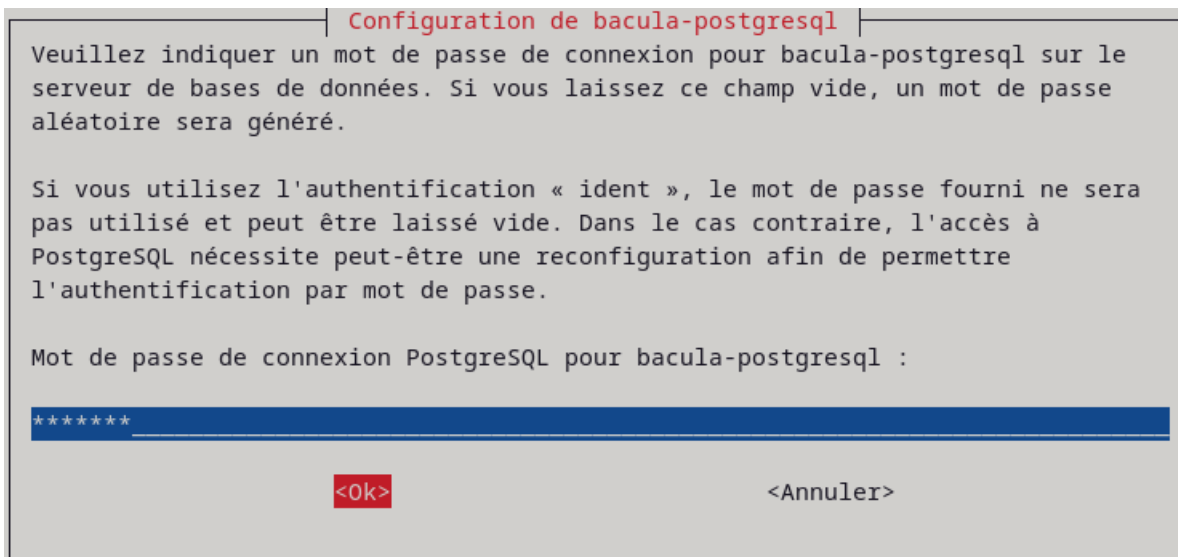 Configuration de bacula-postgresql
Veuillez indiquer un mot de passe de connexion pour bacula-postgresql sur le
serveur de bases de données. Si vous laissez ce champ vide, un mot de passe
aléatoire sera généré.
Si vous utilisez l'authentification « ident », le mot de passe fourni ne sera
pas utilisé et peut être laissé vide. Dans le cas contraire, l'accès à
PostgreSQL nécessite peut-être une reconfiguration afin de permettre
l'authentification par mot de passe.
Mot de passe de connexion PostgreSQL pour bacula-postgresql :
*******
<Ok> <Annuler>